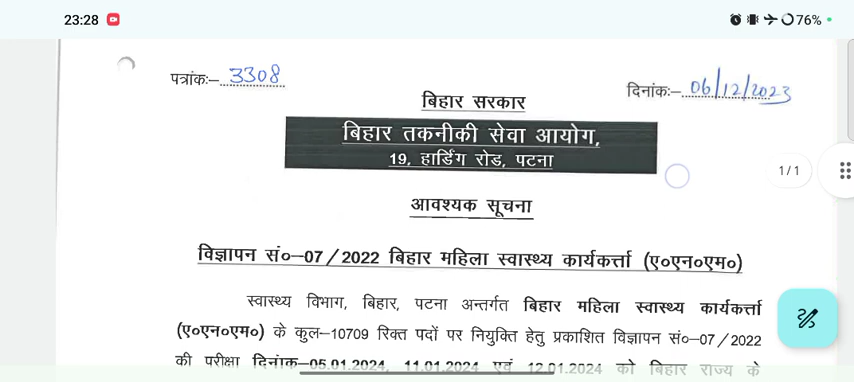 23:28
76%
पत्रांकः– 3308
दिनांकः– 06/12/2023
बिहार सरकार
बिहार तकनीकी सेवा आयोग,
19, हार्डिंग रोड, पटना
1/1
आवश्यक सूचना
विज्ञापन सं०–07/2022 बिहार महिला स्वास्थ्य कार्यकर्त्ता (ए०एन०एम०)
स्वास्थ्य विभाग, बिहार, पटना अन्तर्गत बिहार महिला स्वास्थ्य कार्यकर्त्ता
(ए०एन०एम०) के कुल–10709 रिक्त पदों पर नियुक्ति हेतु प्रकाशित विज्ञापन सं०–07/2022
की परीक्षा दिनांक–05.01.2024, 11.01.2024 एवं 12.01.2024 को बिहार राज्य के